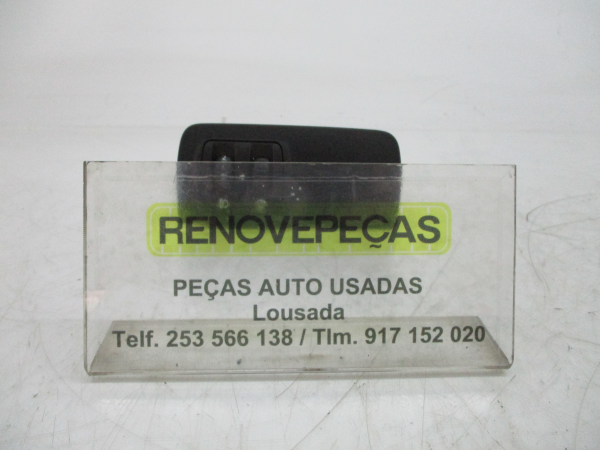 RENOVEPEÇAS
PEÇAS AUTO USADAS
Lousada
Telf. 253 566 138 / Tlm. 917 152 020